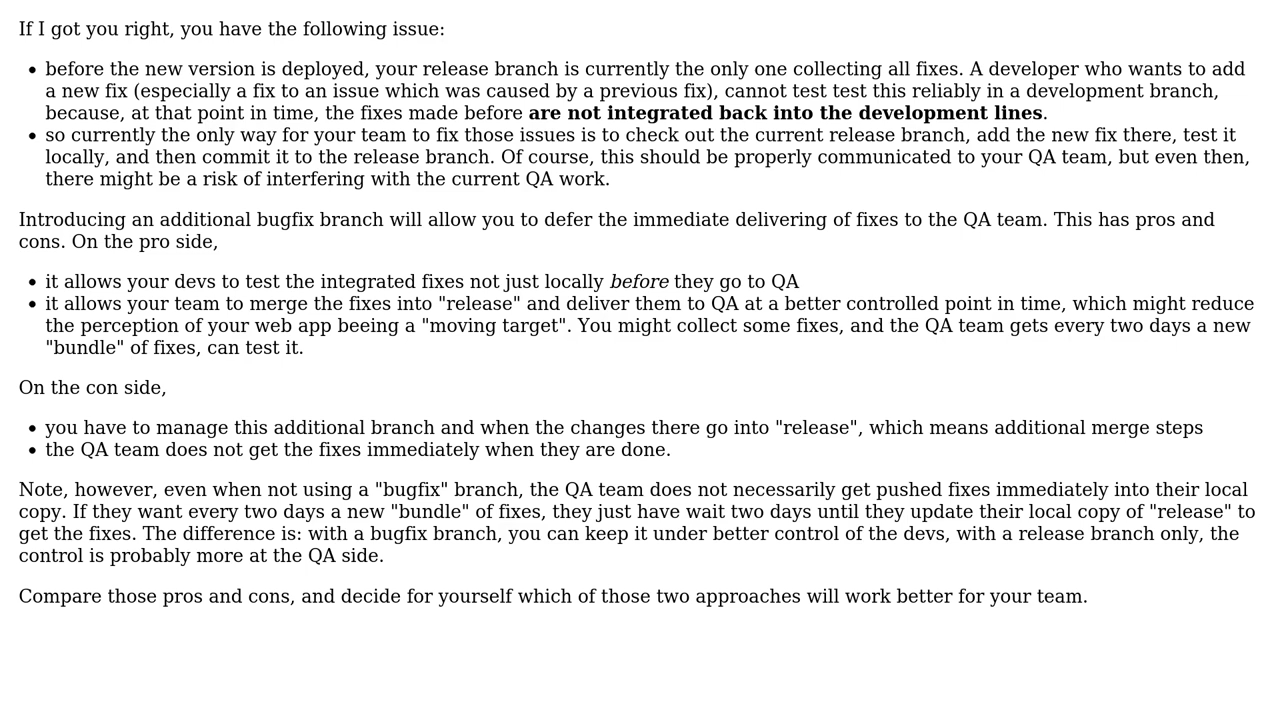 If I got you right, you have the following issue:
• before the new version is deployed, your release branch is currently the only one collecting all fixes. A developer who wants to add
a new fix (especially a fix to an issue which was caused by a previous fix), cannot test test this reliably in a development branch,
because, at that point in time, the fixes made before are not integrated back into the development lines.
• so currently the only way for your team to fix those issues is to check out the current release branch, add the new fix there, test it
locally, and then commit it to the release branch. Of course, this should be properly communicated to your QA team, but even then,
there might be a risk of interfering with the current QA work.
Introducing an additional bugfix branch will allow you to defer the immediate delivering of fixes to the QA team. This has pros and
cons. On the pro side,
• it allows your devs to test the integrated fixes not just locally before they go to QA
• it allows your team to merge the fixes into "release" and deliver them to QA at a better controlled point in time, which might reduce
the perception of your web app beeing a "moving target". You might collect some fixes, and the QA team gets every two days a new
"bundle" of fixes, can test it.
On the con side,
• you have to manage this additional branch and when the changes there go into "release", which means additional merge steps
• the QA team does not get the fixes immediately when they are done.
Note, however, even when not using a "bugfix" branch, the QA team does not necessarily get pushed fixes immediately into their local
copy. If they want every two days a new "bundle" of fixes, they just have wait two days until they update their local copy of "release" to
get the fixes. The difference is: with a bugfix branch, you can keep it under better control of the devs, with a release branch only, the
control is probably more at the QA side.
Compare those pros and cons, and decide for yourself which of those two approaches will work better for your team.